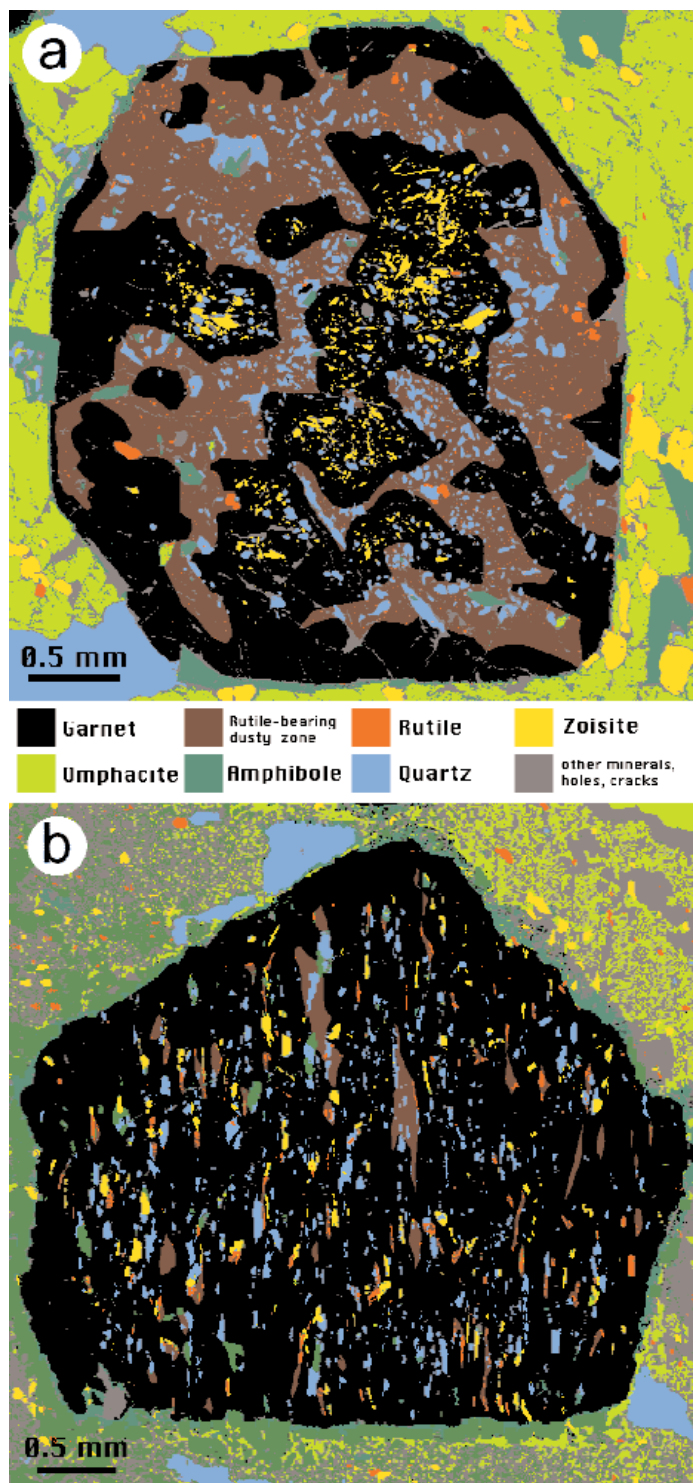 a
0.5 mm
Garnet
Rutile-bearing
dusty zone
Rutile
Zoisite
Omphacite
Amphibole
Quartz
other minerals,
holes, cracks
b
0.5 mm